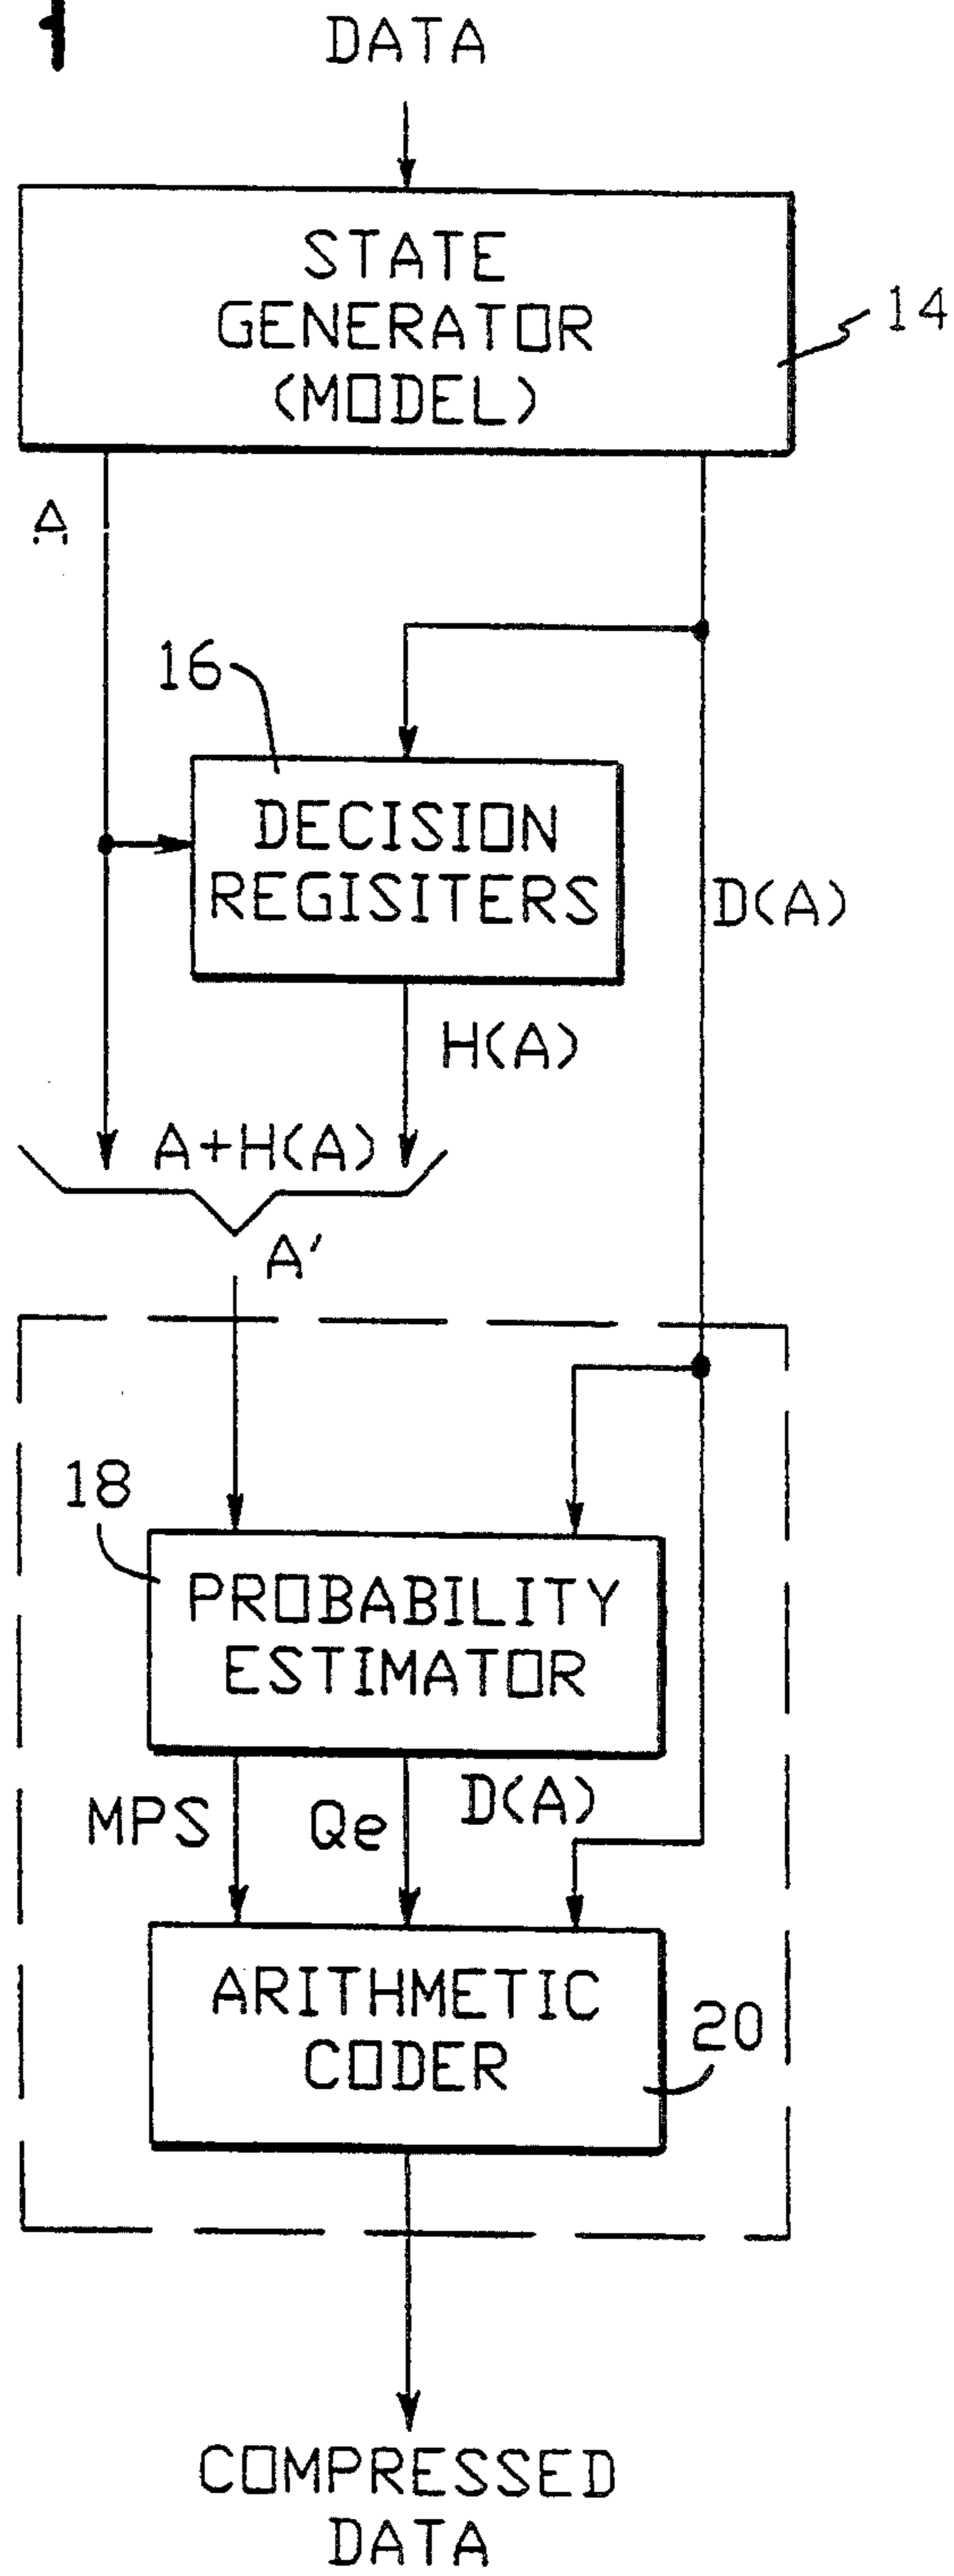 DATA
STATE
GENERATOR
(MODEL)
14
A
16
DECISION
REGISITERS
D(A)
H(A)
A+H(A)
A'
18
PROBABILITY
ESTIMATOR
MPS
Qe
D(A)
ARITHMETIC
CODER
20
COMPRESSED
DATA